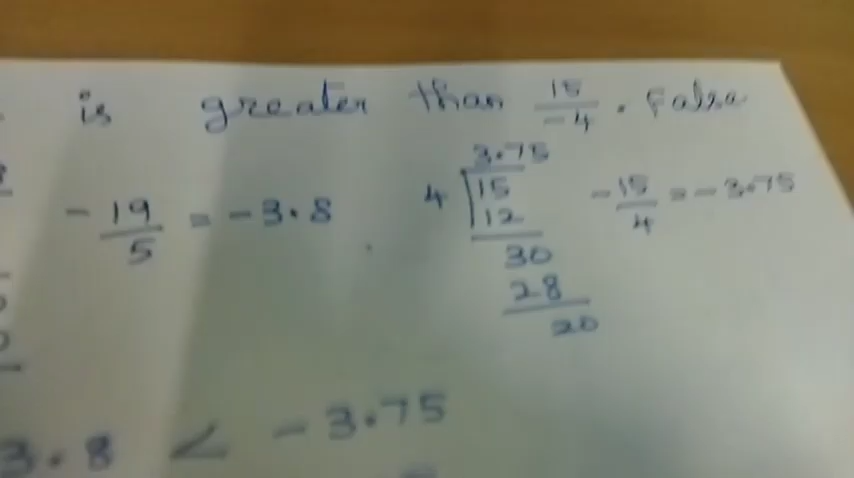 is greater than 15/-4 . False
3.75
-19/5 = -3.8 4 15 -15/4 = -3.75
12
30
28
20
3.8 < -3.75